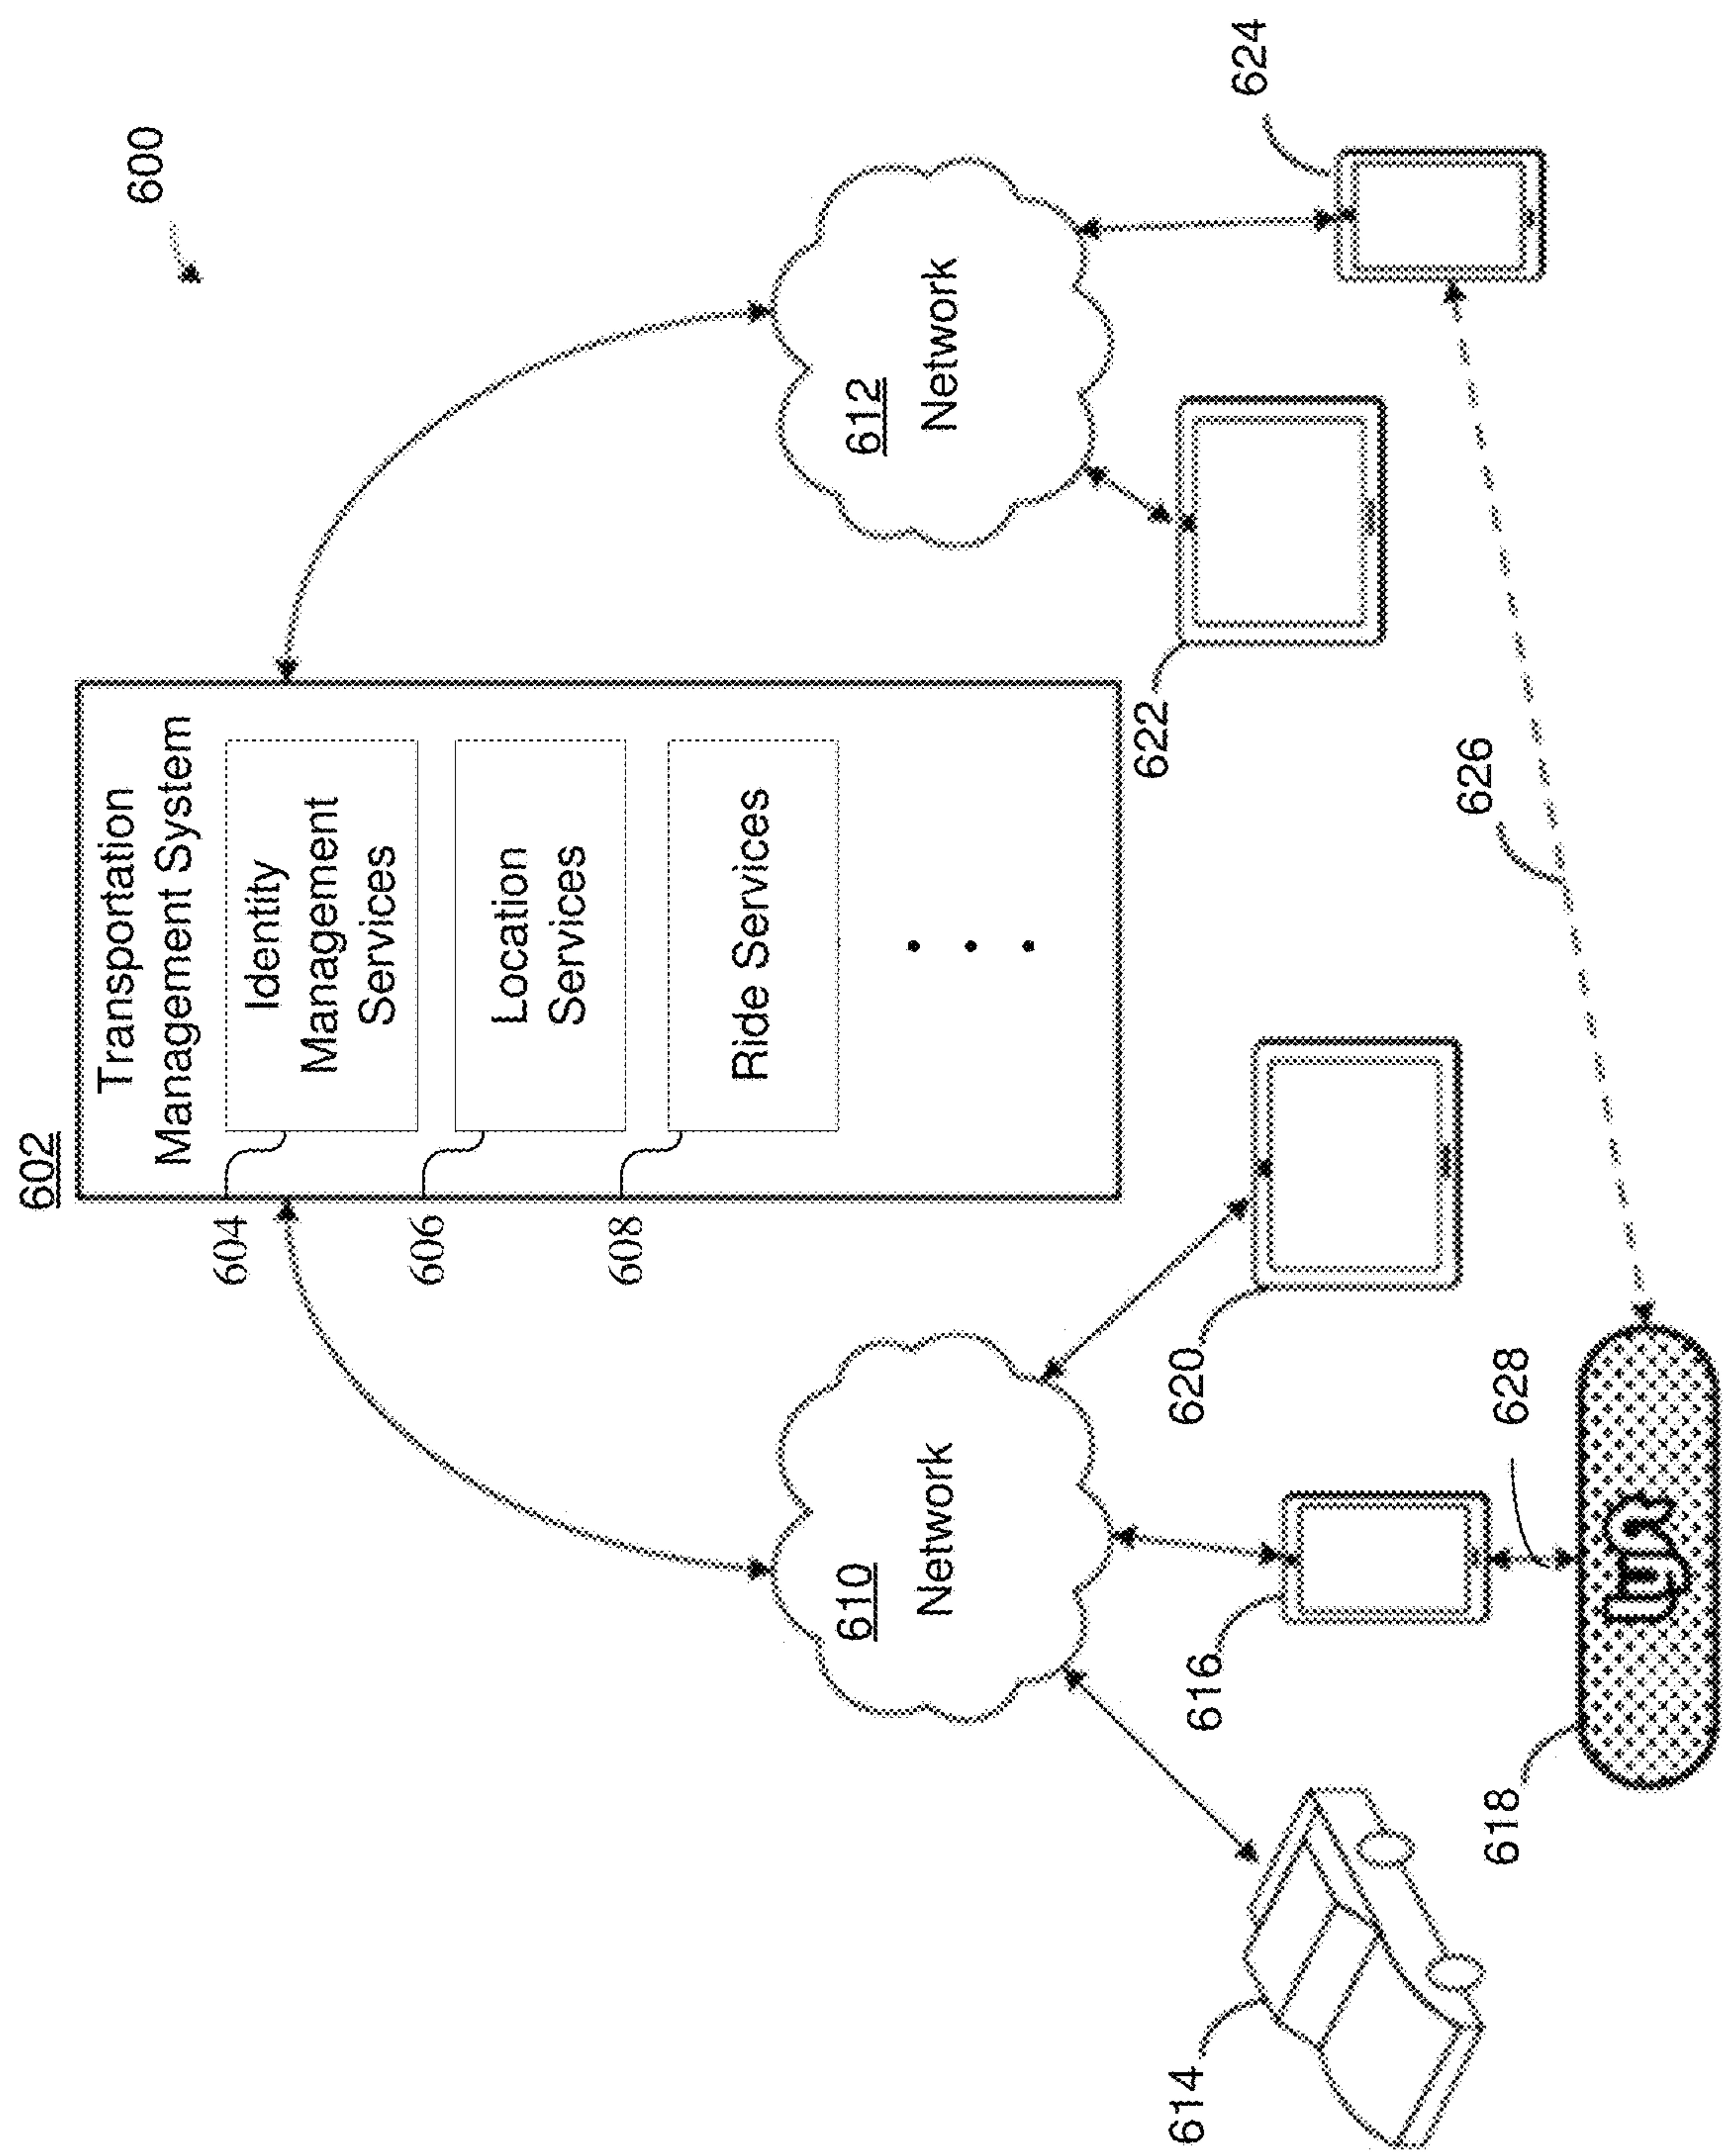 600
602
Transportation
Management System
604
Identity
Management
Services
606
Location
Services
608
Ride Services
610
Network
612
Network
614
616
618
620
622
624
626
628